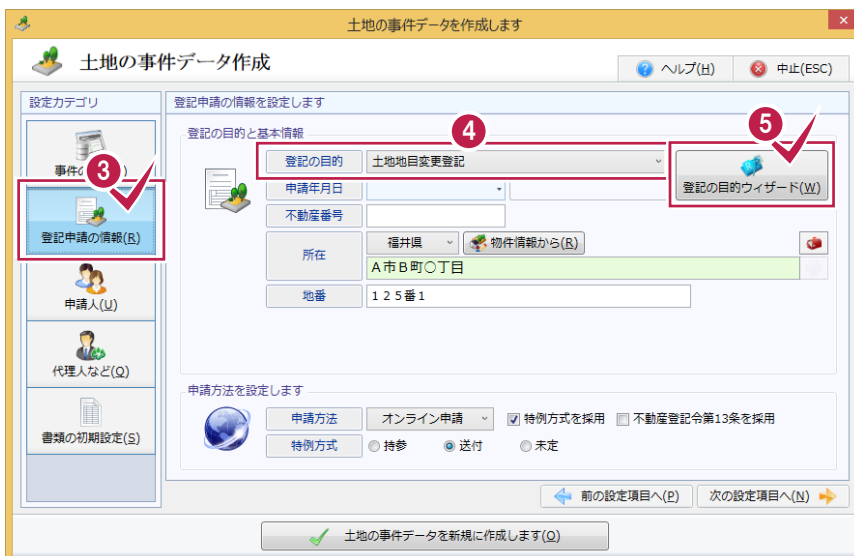 土地の事件データを作成します
土地の事件データ作成
ヘルプ(H) 中止(ESC)
設定カテゴリ
登記申請の情報を設定します
登記の目的と基本情報
3
4
5
登記申請の情報(R)
申請人(U)
代理人など(Q)
書類の初期設定(S)
登記の目的 土地地目変更登記
登記の目的ウィザード(W)
申請年月日
不動産番号
所在 福井県 物件情報から(R)
A市B町○丁目
地番 125番1
申請方法を設定します
申請方法 オンライン申請 特例方式を採用 不動産登記令第13条を採用
特例方式 持参 送付 未定
前の設定項目へ(P) 次の設定項目へ(N)
土地の事件データを新規に作成します(O)